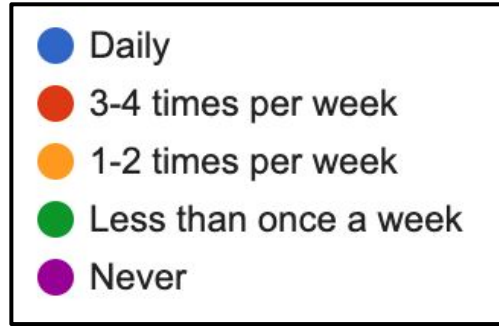 Daily
3-4 times per week
1-2 times per week
Less than once a week
Never